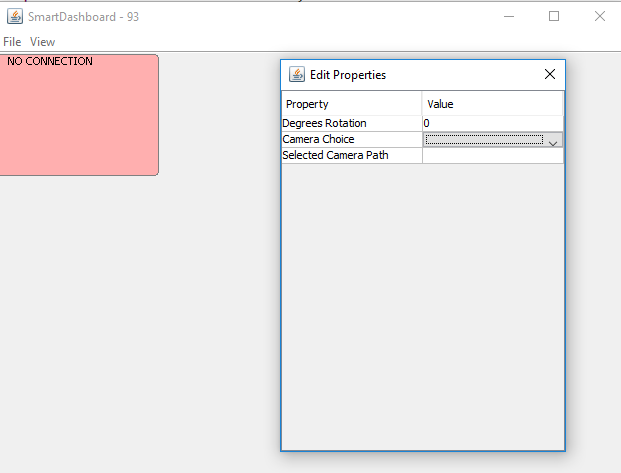 SmartDashboard - 93
File View
NO CONNECTION
Edit Properties
Property Value
Degrees Rotation 0
Camera Choice
Selected Camera Path